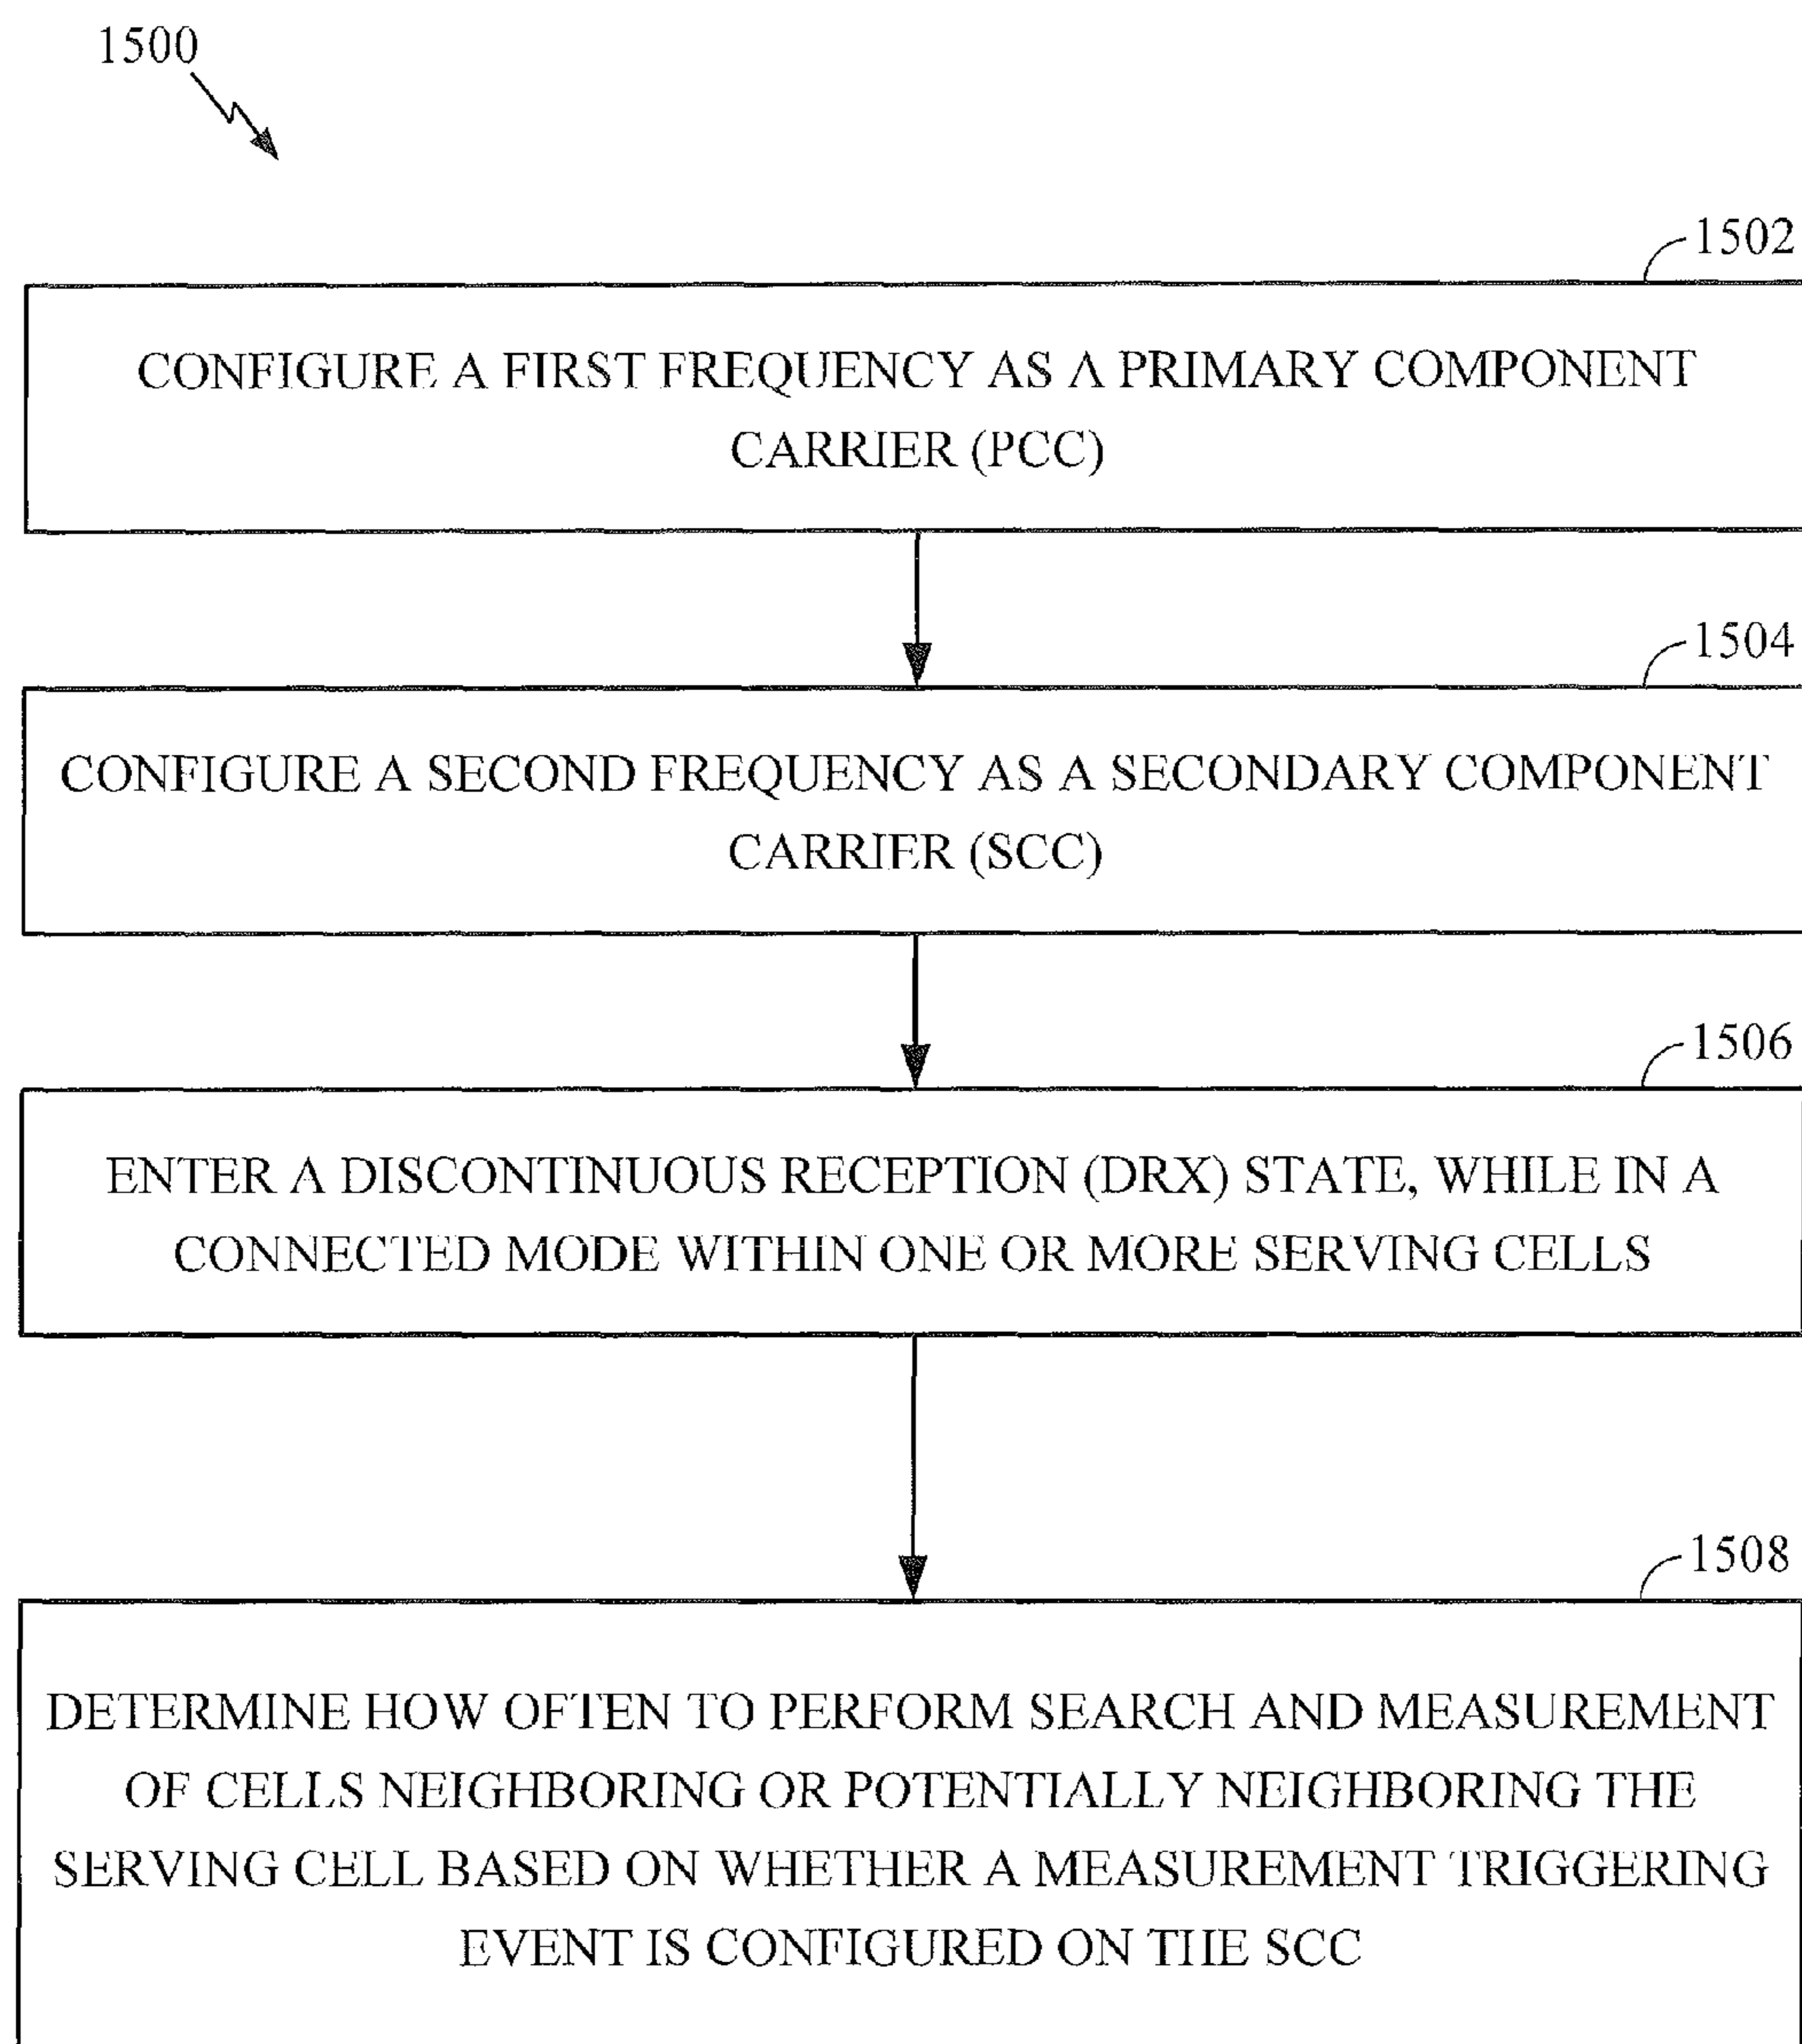 1500
1502
CONFIGURE A FIRST FREQUENCY AS A PRIMARY COMPONENT
CARRIER (PCC)
1504
CONFIGURE A SECOND FREQUENCY AS A SECONDARY COMPONENT
CARRIER (SCC)
1506
ENTER A DISCONTINUOUS RECEPTION (DRX) STATE, WHILE IN A
CONNECTED MODE WITHIN ONE OR MORE SERVING CELLS
1508
DETERMINE HOW OFTEN TO PERFORM SEARCH AND MEASUREMENT
OF CELLS NEIGHBORING OR POTENTIALLY NEIGHBORING THE
SERVING CELL BASED ON WHETHER A MEASUREMENT TRIGGERING
EVENT IS CONFIGURED ON THE SCC